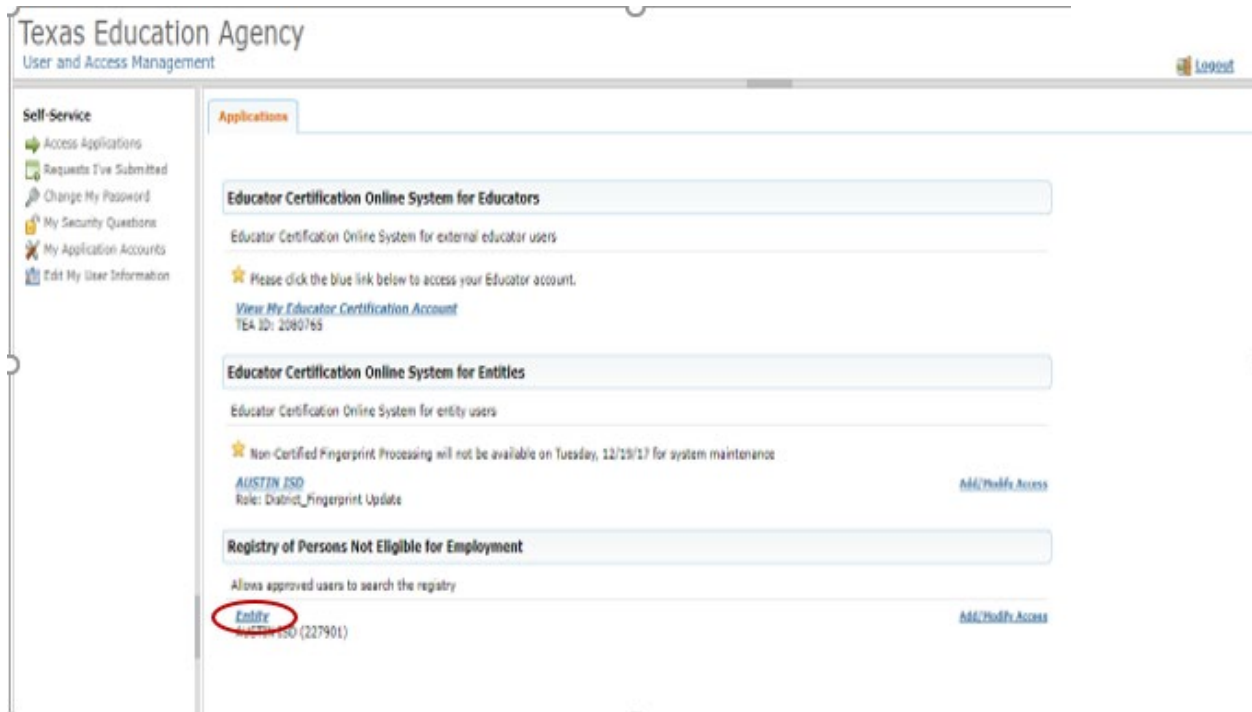 Texas Education Agency
User and Access Management
Logout
Self-Service
Access Applications
Requests I've Submitted
Change My Password
My Security Questions
My Application Accounts
Edit My User Information
Applications
Educator Certification Online System for Educators
Educator Certification Online System for external educator users
Please click the blue link below to access your Educator account.
View My Educator Certification Account
TEA ID: 2080765
Educator Certification Online System for Entities
Educator Certification Online System for entity users
Non-Certified Fingerprint Processing will not be available on Tuesday, 12/19/17 for system maintenance
AUSTIN ISD
Add/Modify Access
Role: District_Fingerprint Update
Registry of Persons Not Eligible for Employment
Allows approved users to search the registry
Entity
Add/Modify Access
AUSTIN ISD (227901)